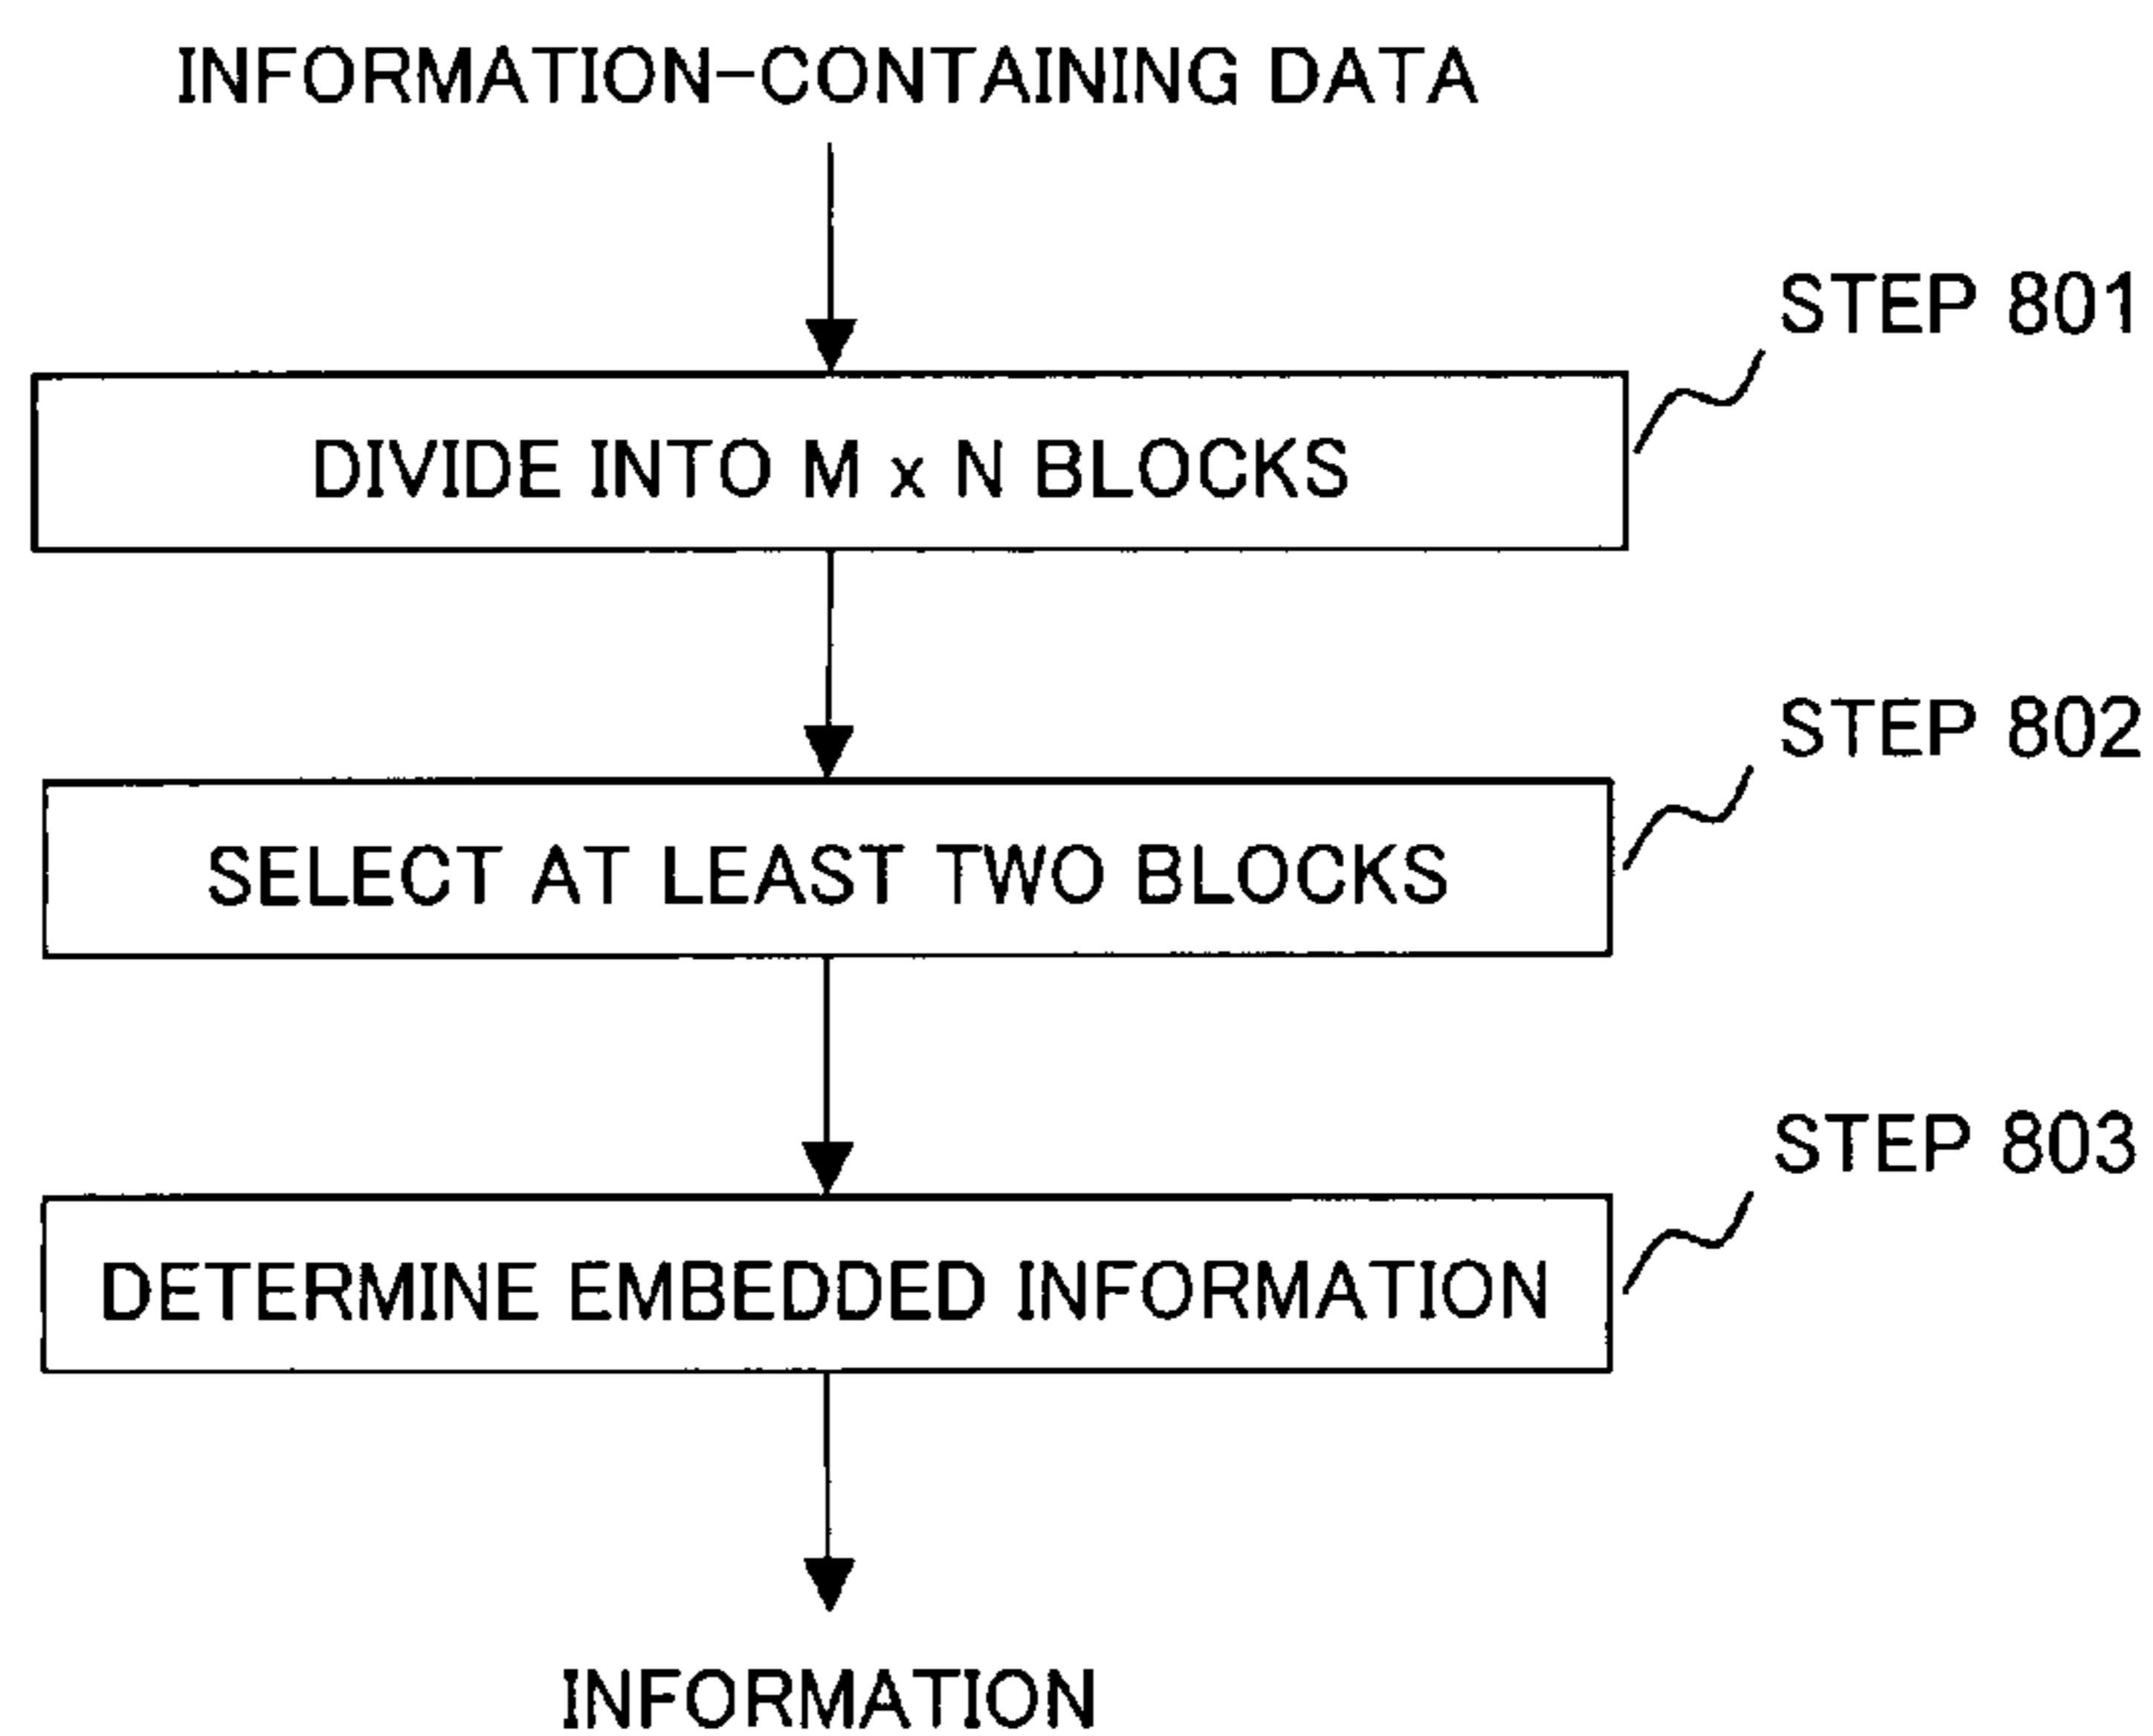 INFORMATION-CONTAINING DATA
STEP 801
DIVIDE INTO M x N BLOCKS
STEP 802
SELECT AT LEAST TWO BLOCKS
STEP 803
DETERMINE EMBEDDED INFORMATION
INFORMATION